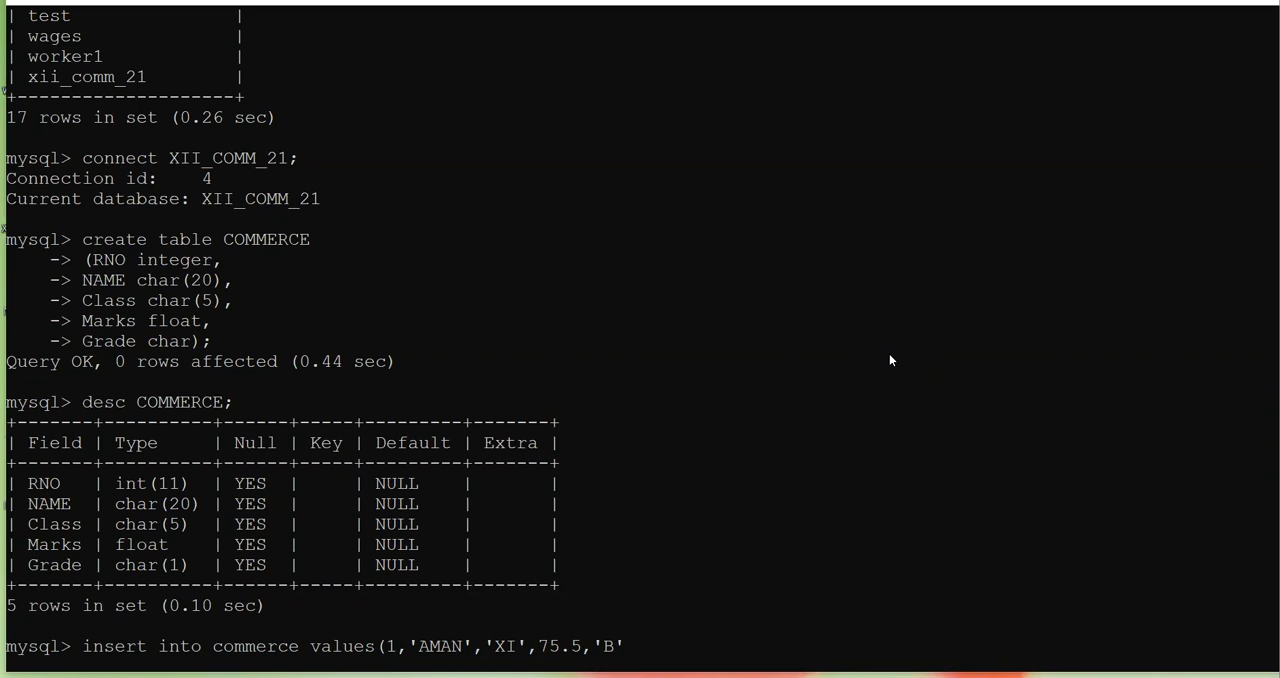 | test                |
| wages               |
| worker1             |
| xii_comm_21         |
+--------------------+
17 rows in set (0.26 sec)
mysql> connect XII_COMM_21;
Connection id:    4
Current database: XII_COMM_21
mysql> create table COMMERCE
    -> (RNO integer,
    -> NAME char(20),
    -> Class char(5),
    -> Marks float,
    -> Grade char);
Query OK, 0 rows affected (0.44 sec)
mysql> desc COMMERCE;
+-------+----------+------+-----+---------+-------+
| Field | Type     | Null | Key | Default | Extra |
+-------+----------+------+-----+---------+-------+
| RNO   | int(11)  | YES  |     | NULL    |       |
| NAME  | char(20) | YES  |     | NULL    |       |
| Class | char(5)  | YES  |     | NULL    |       |
| Marks | float    | YES  |     | NULL    |       |
| Grade | char(1)  | YES  |     | NULL    |       |
+-------+----------+------+-----+---------+-------+
5 rows in set (0.10 sec)
mysql> insert into commerce values(1,'AMAN','XI',75.5,'B'